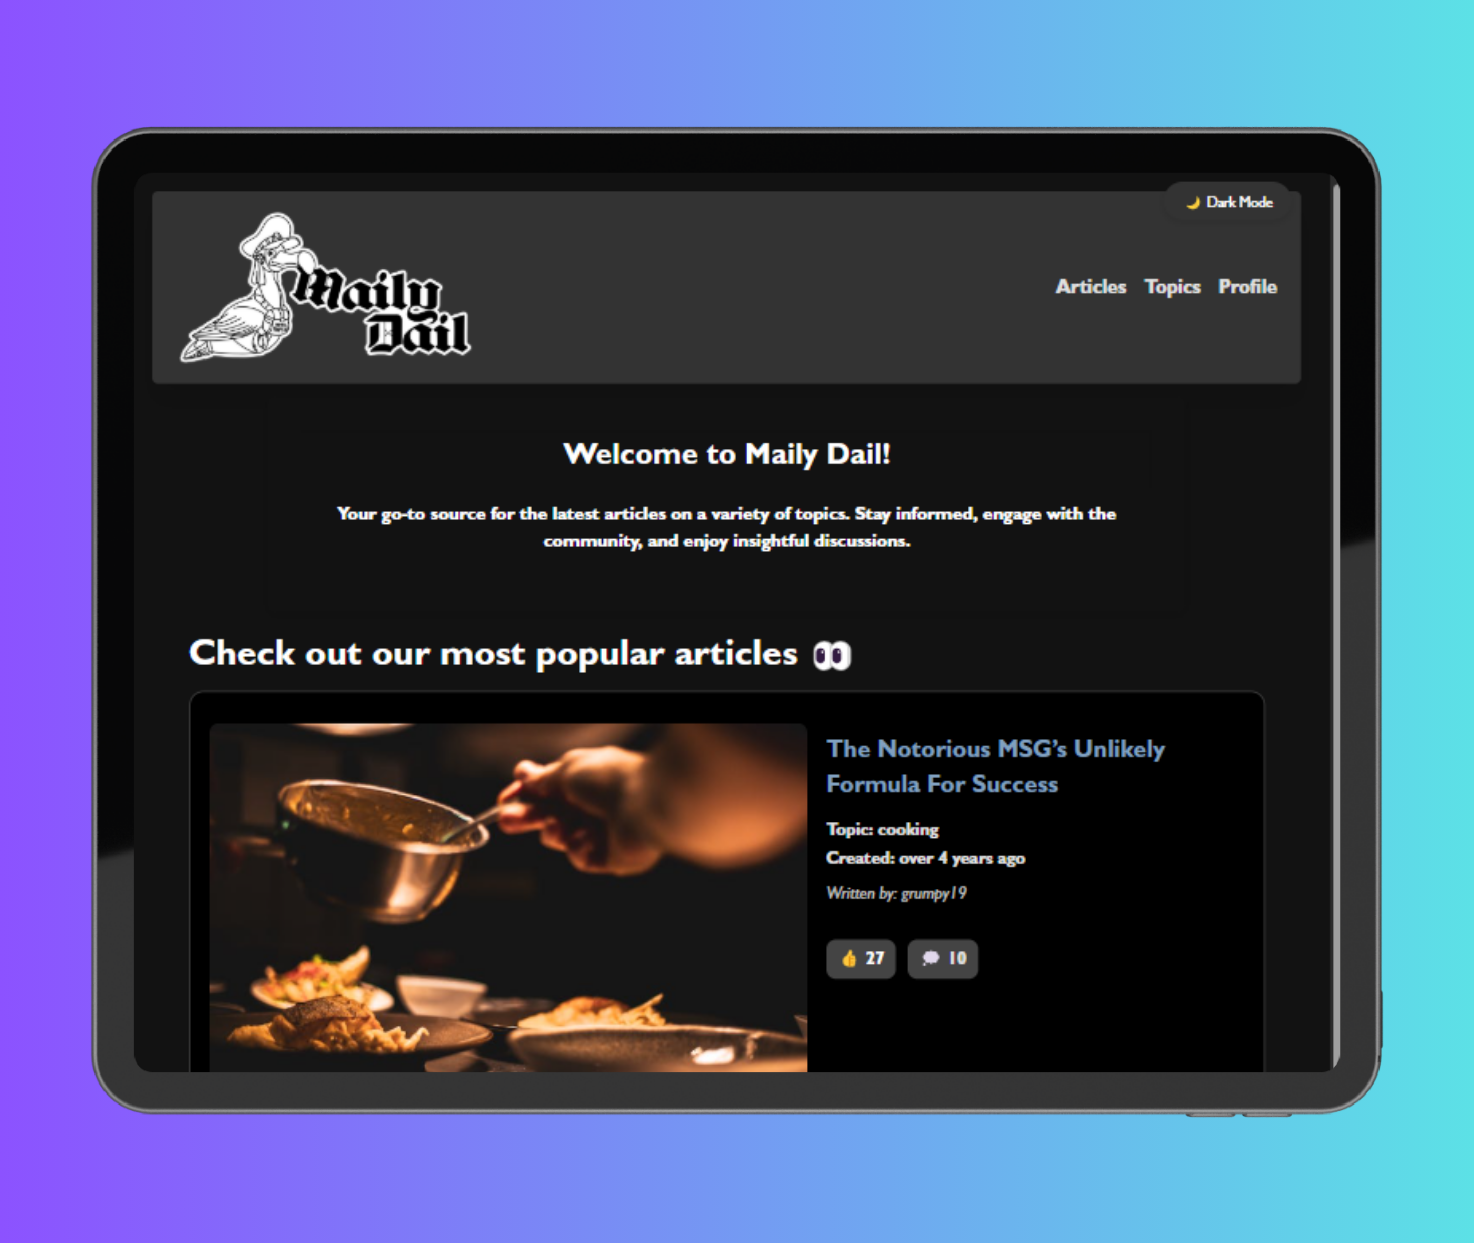 🌙 Dark Mode
Maily
Dail
Articles Topics Profile
Welcome to Maily Dail!
Your go-to source for the latest articles on a variety of topics. Stay informed, engage with the
community, and enjoy insightful discussions.
Check out our most popular articles 👀
The Notorious MSG’s Unlikely
Formula For Success
Topic: cooking
Created: over 4 years ago
Written by: grumpy19
👍 27 💭 10